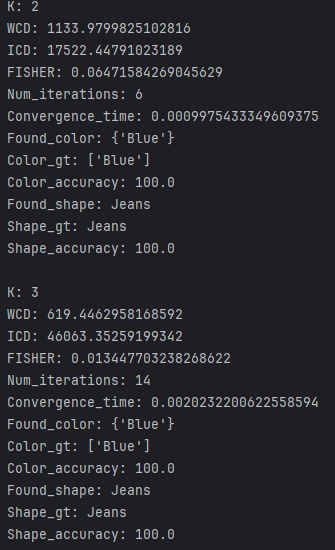 K: 2
WCD: 1133.9799825102816
ICD: 17522.44791023189
FISHER: 0.06471584269045629
Num_iterations: 6
Convergence_time: 0.0009975433349609375
Found_color: {'Blue'}
Color_gt: ['Blue']
Color_accuracy: 100.0
Found_shape: Jeans
Shape_gt: Jeans
Shape_accuracy: 100.0
K: 3
WCD: 619.4462958168592
ICD: 46063.35259199342
FISHER: 0.013447703238268622
Num_iterations: 14
Convergence_time: 0.0020232200622558594
Found_color: {'Blue'}
Color_gt: ['Blue']
Color_accuracy: 100.0
Found_shape: Jeans
Shape_gt: Jeans
Shape_accuracy: 100.0